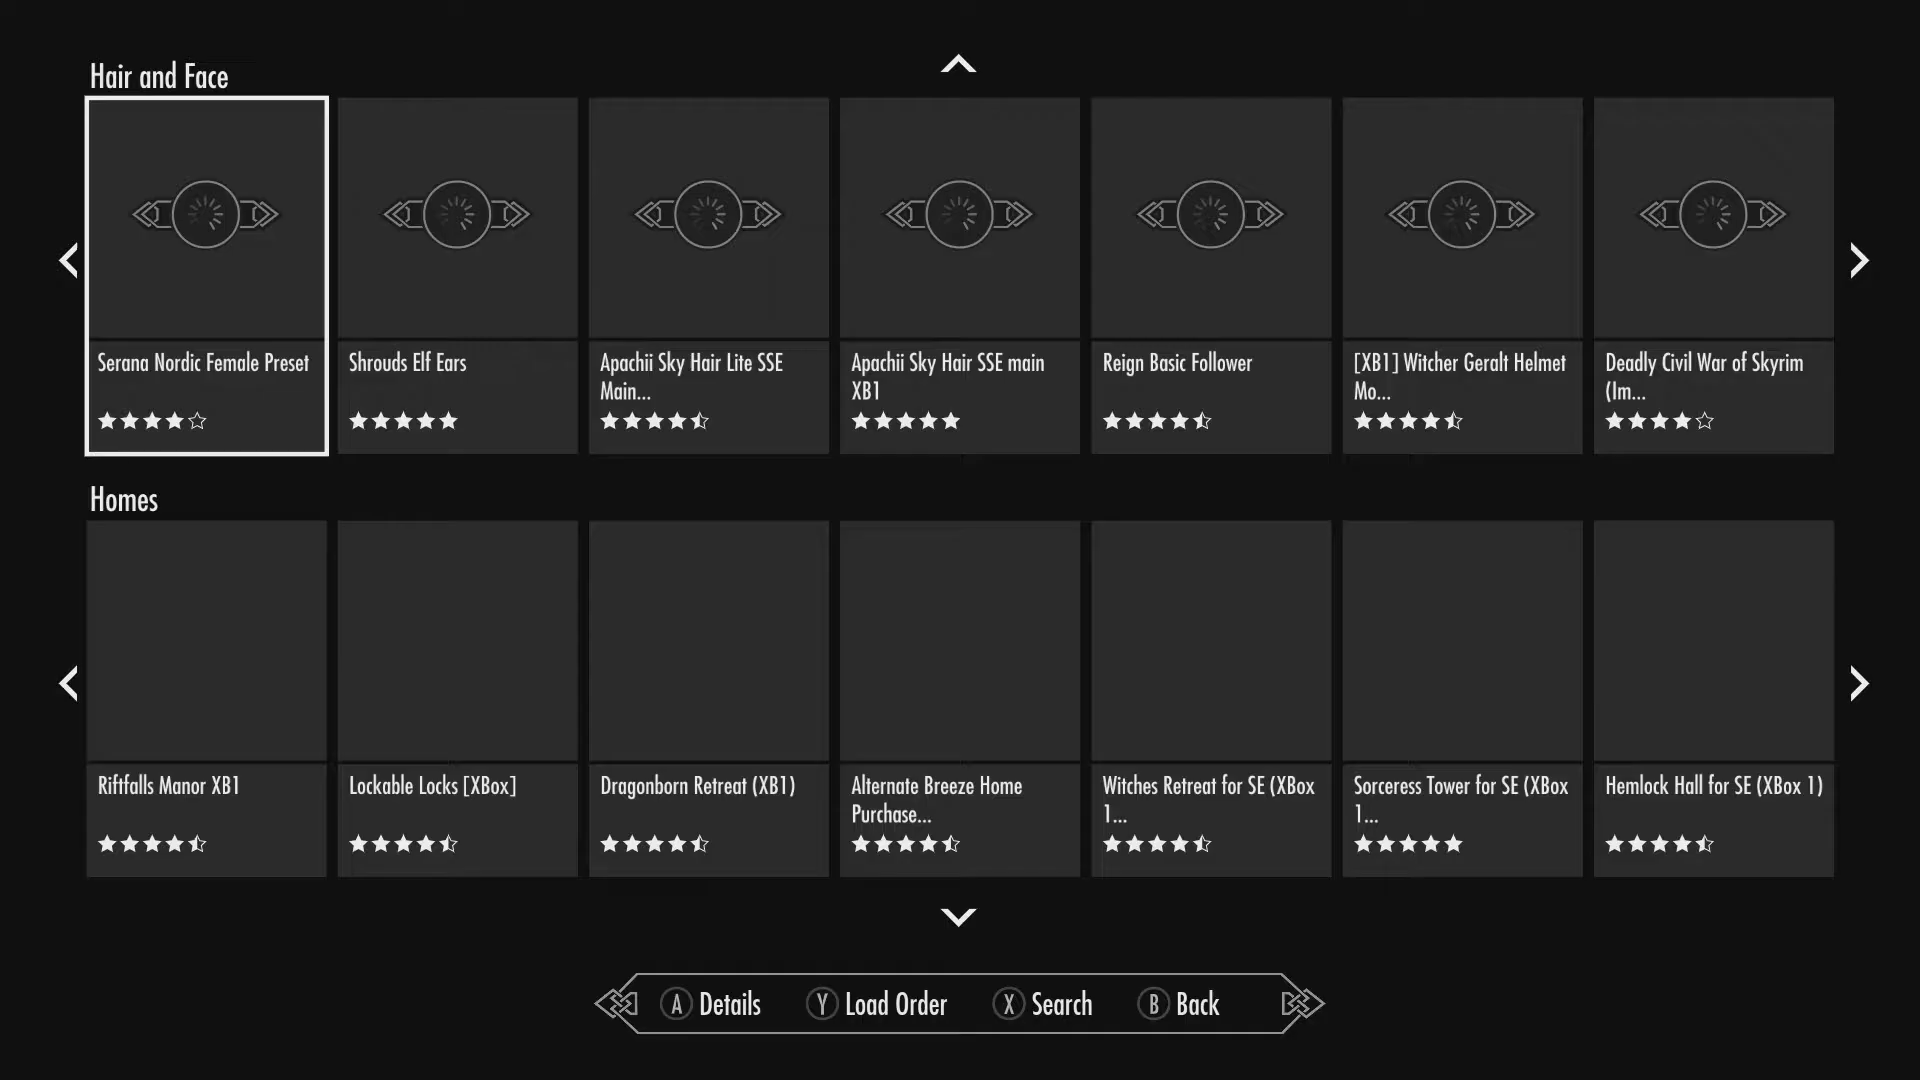 Hair and Face
Serana Nordic Female Preset
Shrouds Elf Ears
Apachii Sky Hair Lite SSE
Main...
Apachii Sky Hair SSE main
XB1
Reign Basic Follower
[XB1] Witcher Geralt Helmet
Mo...
Deadly Civil War of Skyrim
(Im...
Homes
Riftfalls Manor XB1
Lockable Locks [XBox]
Dragonborn Retreat (XB1)
Alternate Breeze Home
Purchase...
Witches Retreat for SE (XBox
1...
Sorceress Tower for SE (XBox
1...
Hemlock Hall for SE (XBox 1)
A Details Y Load Order X Search B Back